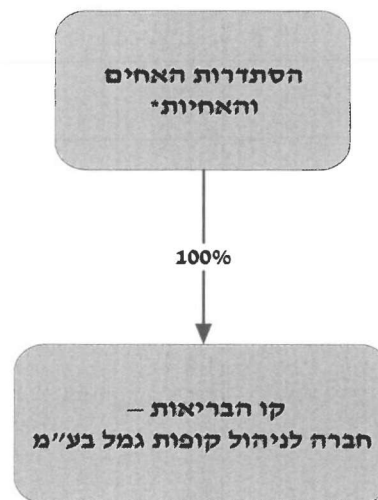 הסתדרות האחים
והאחיות*
100%
קו הבריאות –
חברה לניהול קופות גמל בע"מ